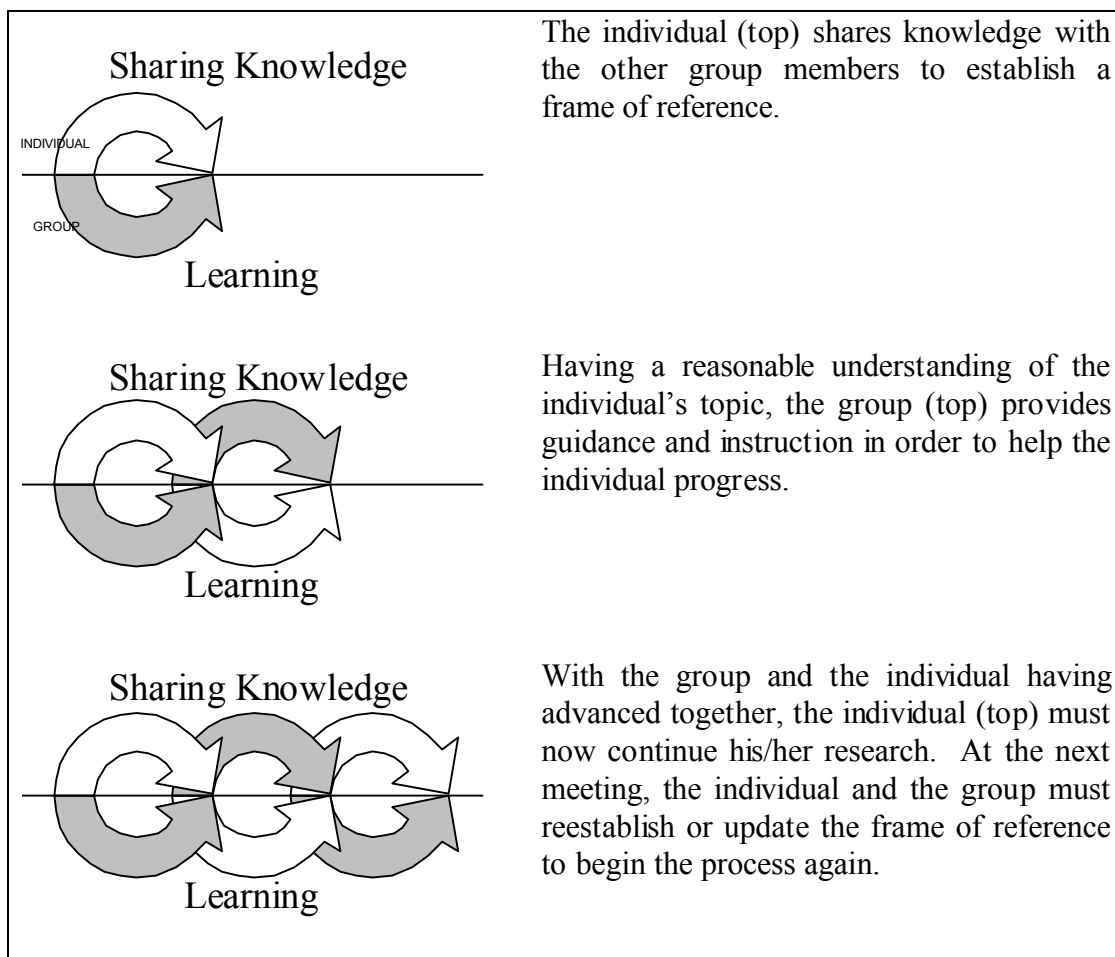 Sharing Knowledge
INDIVIDUAL
GROUP
Learning
The individual (top) shares knowledge with
the other group members to establish a
frame of reference.
Sharing Knowledge
Learning
Having a reasonable understanding of the
individual's topic, the group (top) provides
guidance and instruction in order to help the
individual progress.
Sharing Knowledge
Learning
With the group and the individual having
advanced together, the individual (top) must
now continue his/her research. At the next
meeting, the individual and the group must
reestablish or update the frame of reference
to begin the process again.